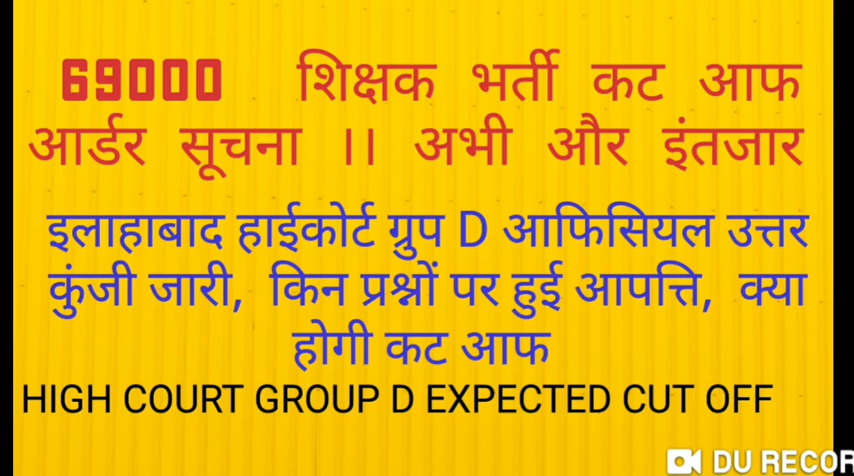 69000 शिक्षक भर्ती कट आफ
आर्डर सूचना ।। अभी और इंतजार
इलाहाबाद हाईकोर्ट ग्रुप D आफिसियल उत्तर
कुंजी जारी, किन प्रश्नों पर हुई आपत्ति, क्या
होगी कट आफ
HIGH COURT GROUP D EXPECTED CUT OFF
DU RECOR